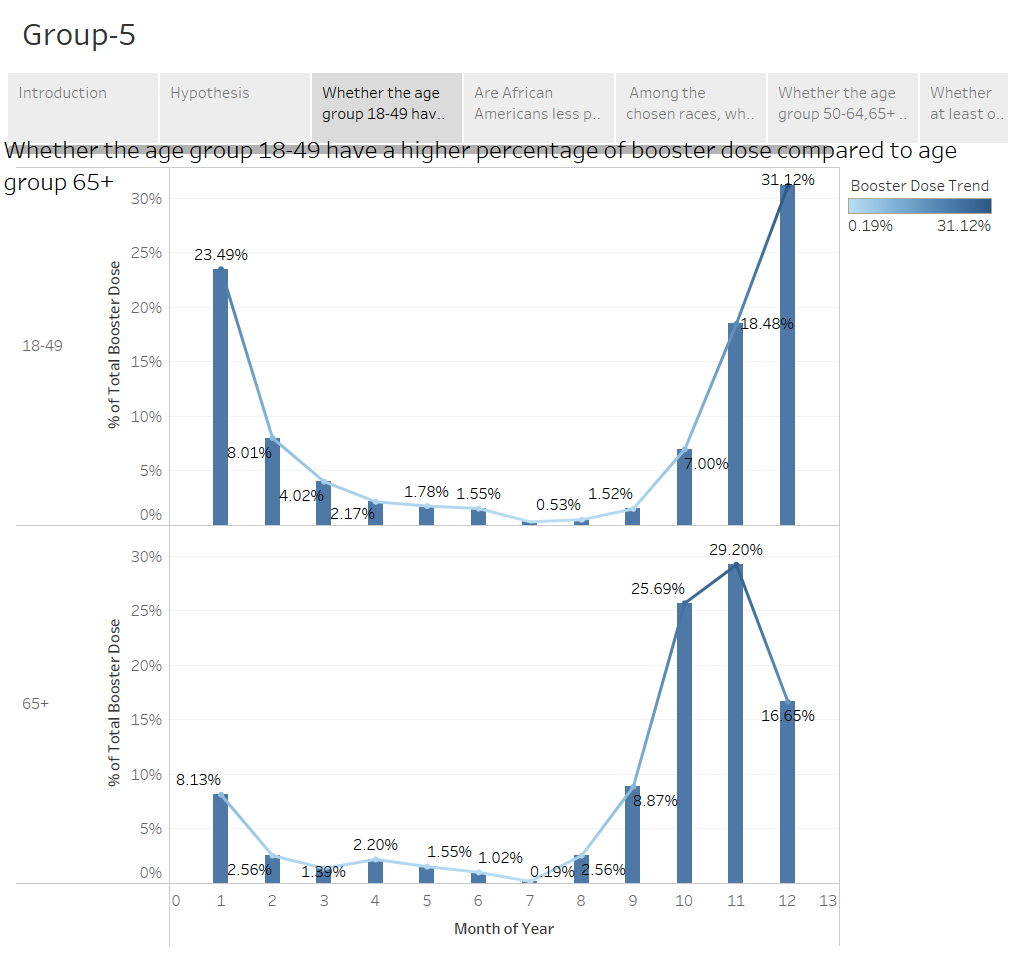 Group-5
Introduction
Hypothesis
Whether the age
group 18-49 hav..
Are African
Americans less p..
Among the
chosen races, wh..
Whether the age
group 50-64,65+ ..
Whether
at least o..
Whether the age group 18-49 have a higher percentage of booster dose compared to age
group 65+
Booster Dose Trend
0.19% 31.12%
18-49
% of Total Booster Dose
30%
25%
20%
15%
10%
5%
0%
23.49%
8.01%
4.02%
2.17%
1.78%
1.55%
0.53%
1.52%
7.00%
18.48%
31.12%
65+
% of Total Booster Dose
30%
25%
20%
15%
10%
5%
0%
8.13%
2.56%
1.39%
2.20%
1.55%
1.02%
0.19%
2.56%
8.87%
25.69%
29.20%
16.65%
0 1 2 3 4 5 6 7 8 9 10 11 12 13
Month of Year